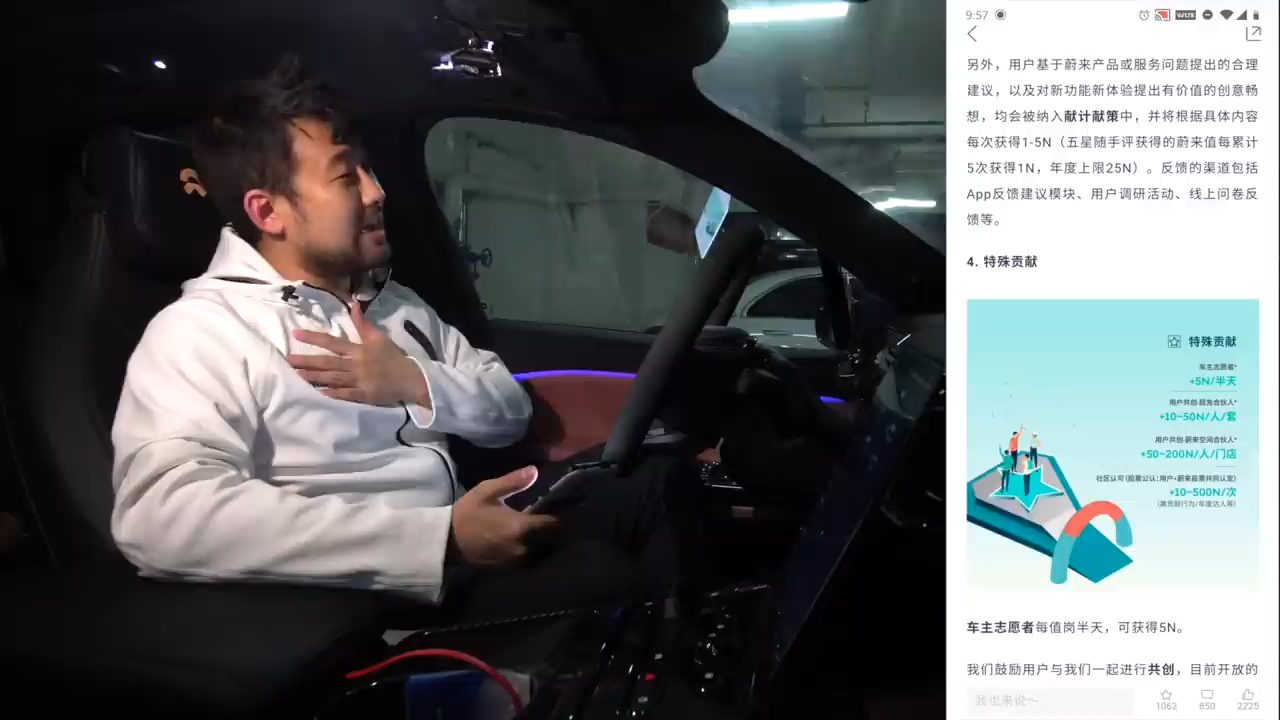 9:57
VoLTE
另外，用户基于蔚来产品或服务问题提出的合理
建议，以及对新功能新体验提出有价值的创意畅
想，均会被纳入献计献策中，并将根据具体内容
每次获得1-5N（五星随手评获得的蔚来值每累计
5次获得1N，年度上限25N）。反馈的渠道包括
App反馈建议模块、用户调研活动、线上问卷反
馈等。
4. 特殊贡献
特殊贡献
车主志愿者*
+5N/半天
用户共创-超充合伙人*
+10~50N/人/套
用户共创-蔚来空间合伙人*
+50~200N/人/门店
+10~500N/次
车主志愿者每值岗半天，可获得5N。
我们鼓励用户与我们一起进行共创，目前开放的
我也来说～
1062
850
2225